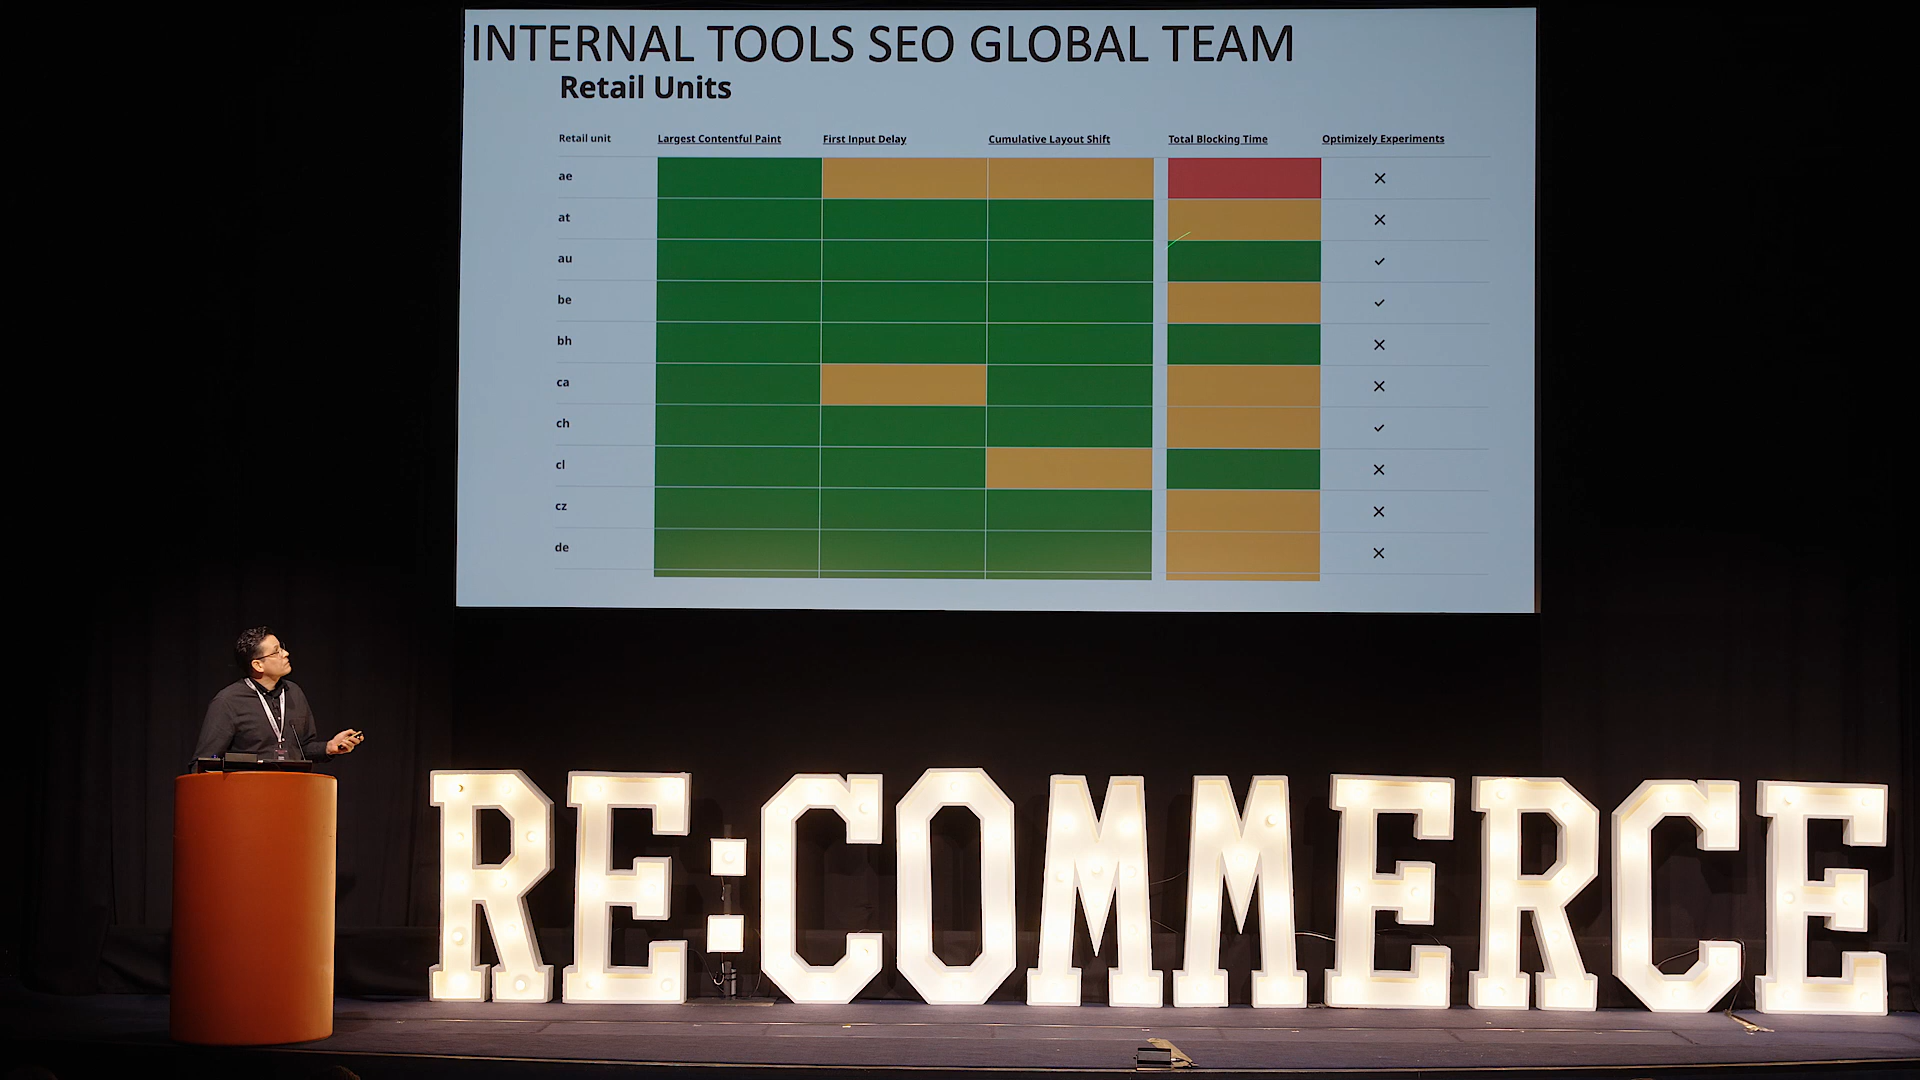 INTERNAL TOOLS SEO GLOBAL TEAM
Retail Units
Retail unit Largest Contentful Paint First Input Delay Cumulative Layout Shift Total Blocking Time Optimizely Experiments
ae ✕
at ✕
au ✓
be ✓
bh ✕
ca ✕
ch ✓
cl ✕
cz ✕
de ✕
RE:COMMERCE